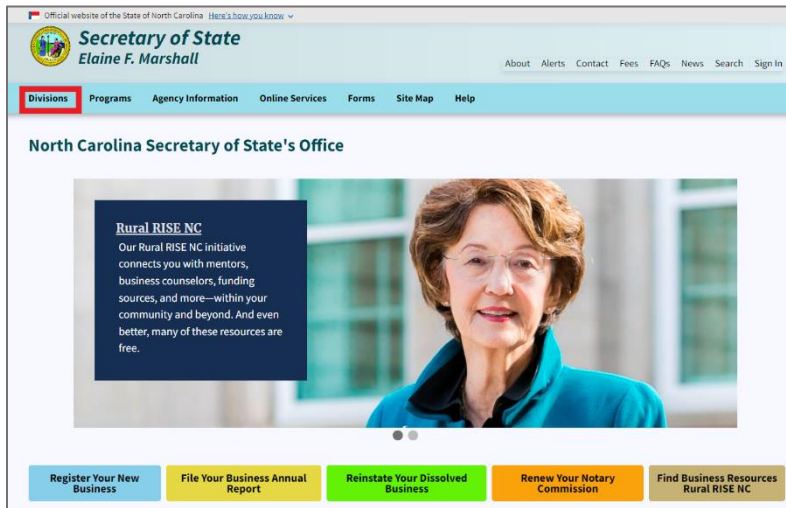 Official website of the State of North Carolina Here's how you know
Secretary of State
Elaine F. Marshall
About Alerts Contact Fees FAQs News Search Sign In
Divisions Programs Agency Information Online Services Forms Site Map Help
North Carolina Secretary of State's Office
Rural RISE NC
Our Rural RISE NC initiative
connects you with mentors,
business counselors, funding
sources, and more—within your
community and beyond. And even
better, many of these resources are
free.
Register Your New
Business
File Your Business Annual
Report
Reinstate Your Dissolved
Business
Renew Your Notary
Commission
Find Business Resources
Rural RISE NC